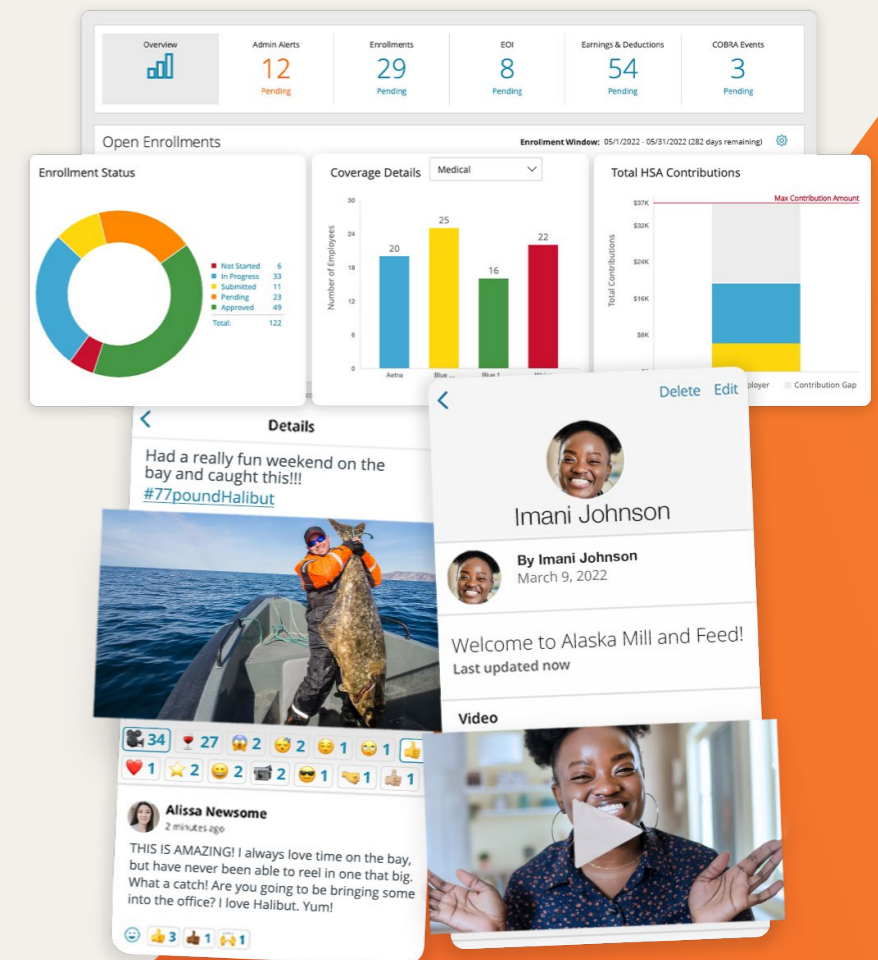 Overview
Admin Alerts
12
Pending
Enrollments
29
Pending
EOI
8
Pending
Earnings & Deductions
54
Pending
COBRA Events
3
Pending
Open Enrollments
Enrollment Window: 05/1/2022 - 05/31/2022 (282 days remaining)
Enrollment Status
Not Started 6
In Progress 33
Submitted 11
Pending 23
Approved 49
Total: 122
Coverage Details
Medical
Number of Employees
30
24
18
12
6
0
20
25
16
22
Aetna
Blue ...
Blue 1
Total HSA Contributions
Max Contribution Amount
Total Contributions
$37K
$32K
$24K
$16K
$8K
Contribution Gap
Details
Had a really fun weekend on the
bay and caught this!!!
#77poundHalibut
34 27 2 2 1 1
1 2 2 2 1 1 1
Alissa Newsome
2 minutes ago
THIS IS AMAZING! I always love time on the bay,
but have never been able to reel in one that big.
What a catch! Are you going to be bringing some
into the office? I love Halibut. Yum!
3 1 1
Delete Edit
Imani Johnson
By Imani Johnson
March 9, 2022
Welcome to Alaska Mill and Feed!
Last updated now
Video